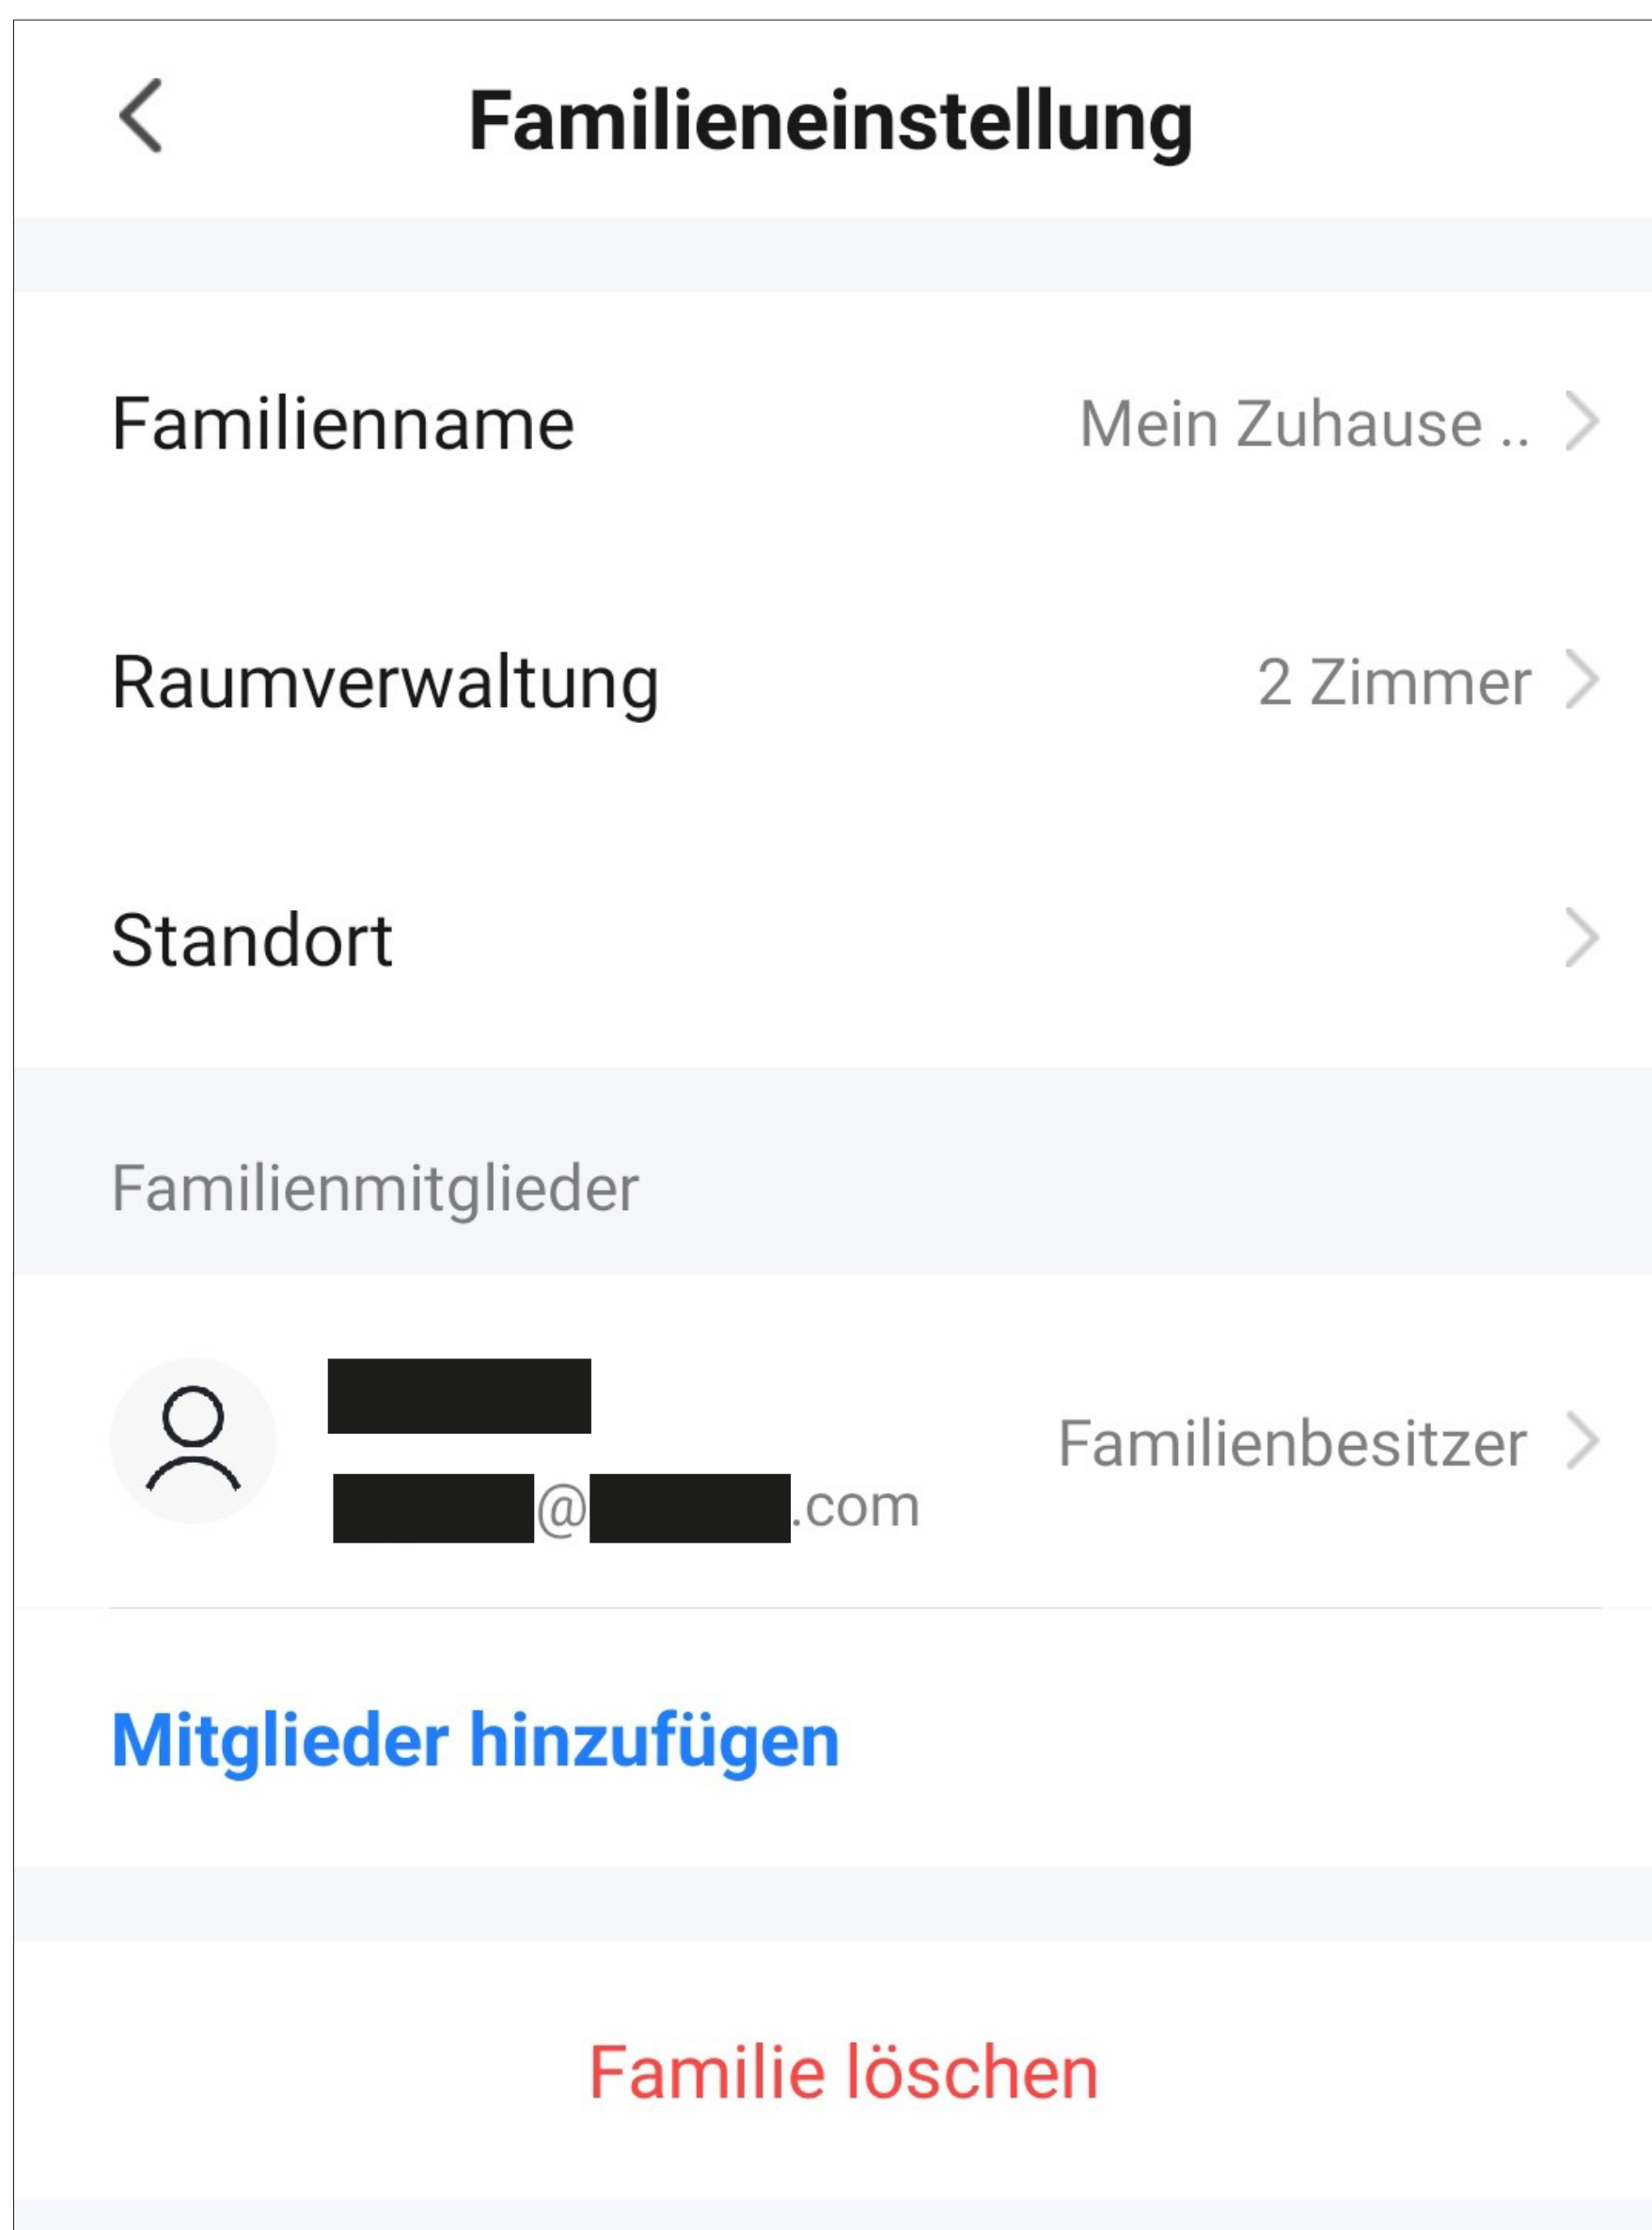 Familieneinstellung
Familienname Mein Zuhause ..
Raumverwaltung 2 Zimmer
Standort
Familienmitglieder
Familienbesitzer
@ .com
Mitglieder hinzufügen
Familie löschen